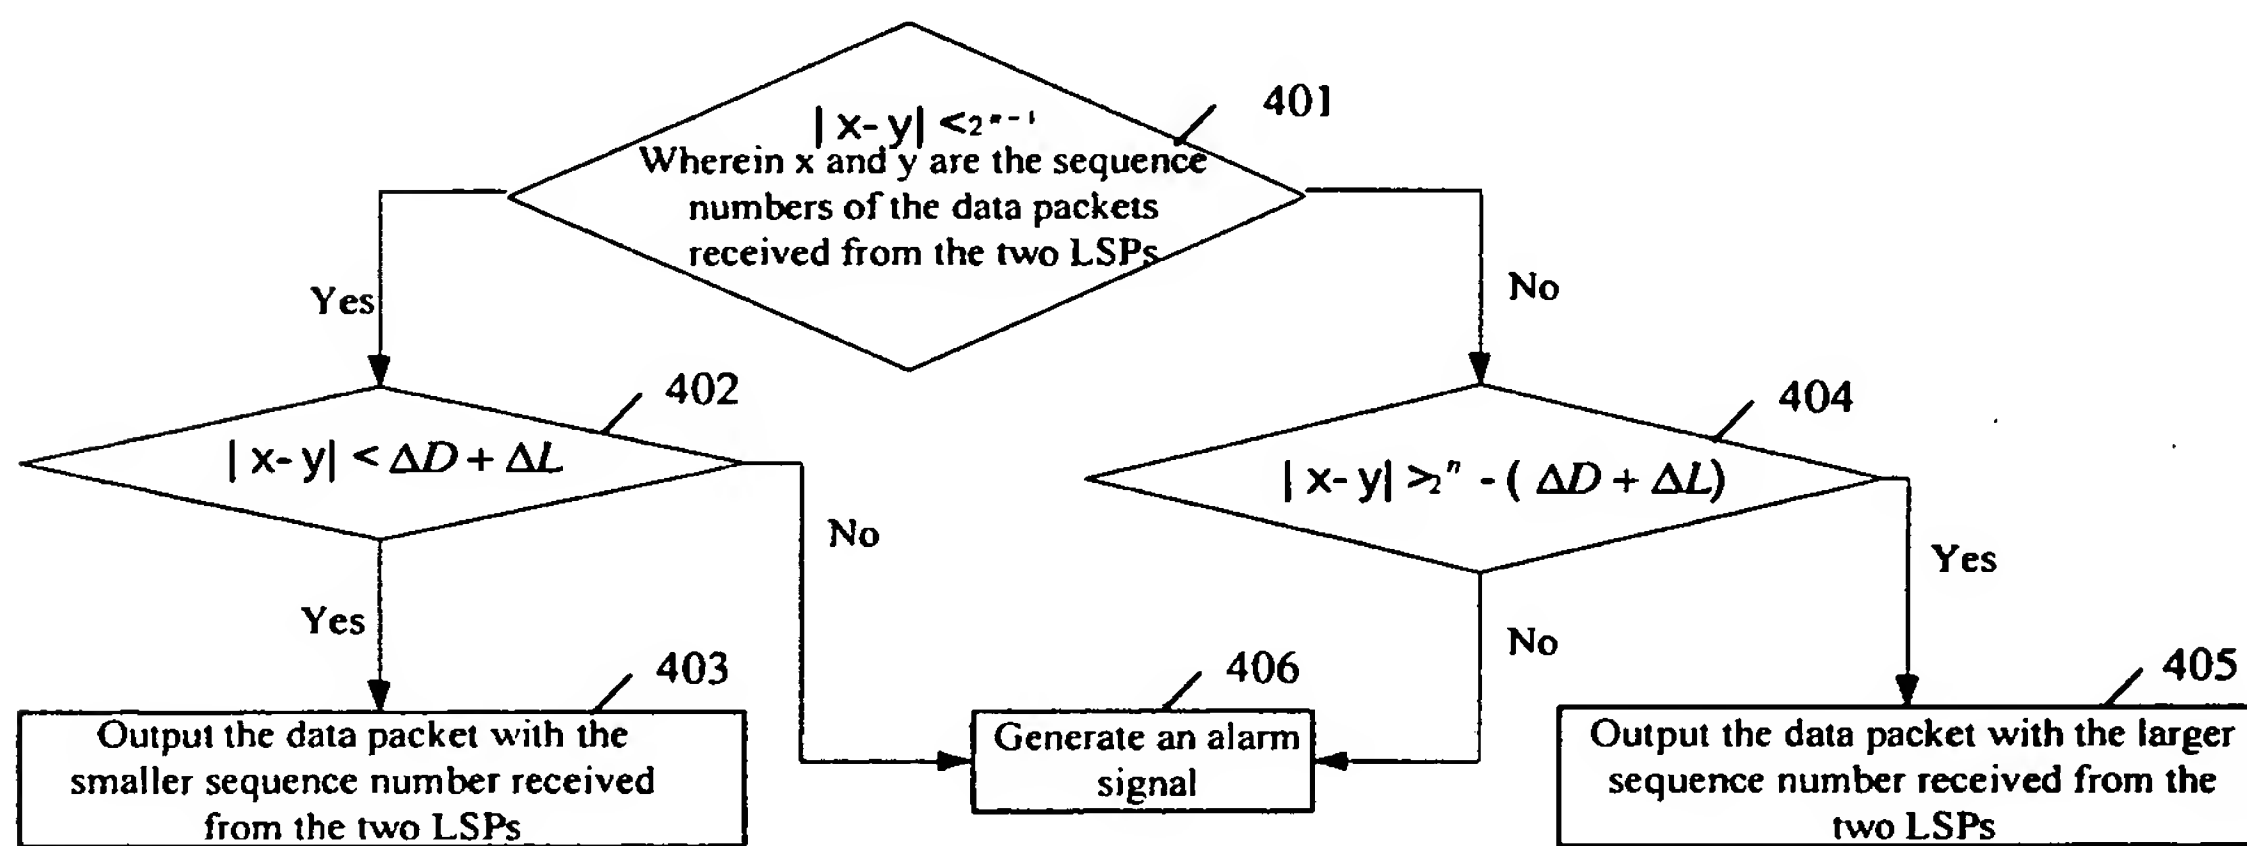 401
| x- y| < 2ⁿ⁻¹
Wherein x and y are the sequence
numbers of the data packets
received from the two LSPs
Yes
No
402
| x- y| < ΔD + ΔL
404
| x- y| > 2ⁿ - ( ΔD + ΔL)
No
Yes
Yes
No
403
Output the data packet with the
smaller sequence number received
from the two LSPs
406
Generate an alarm
signal
405
Output the data packet with the larger
sequence number received from the
two LSPs